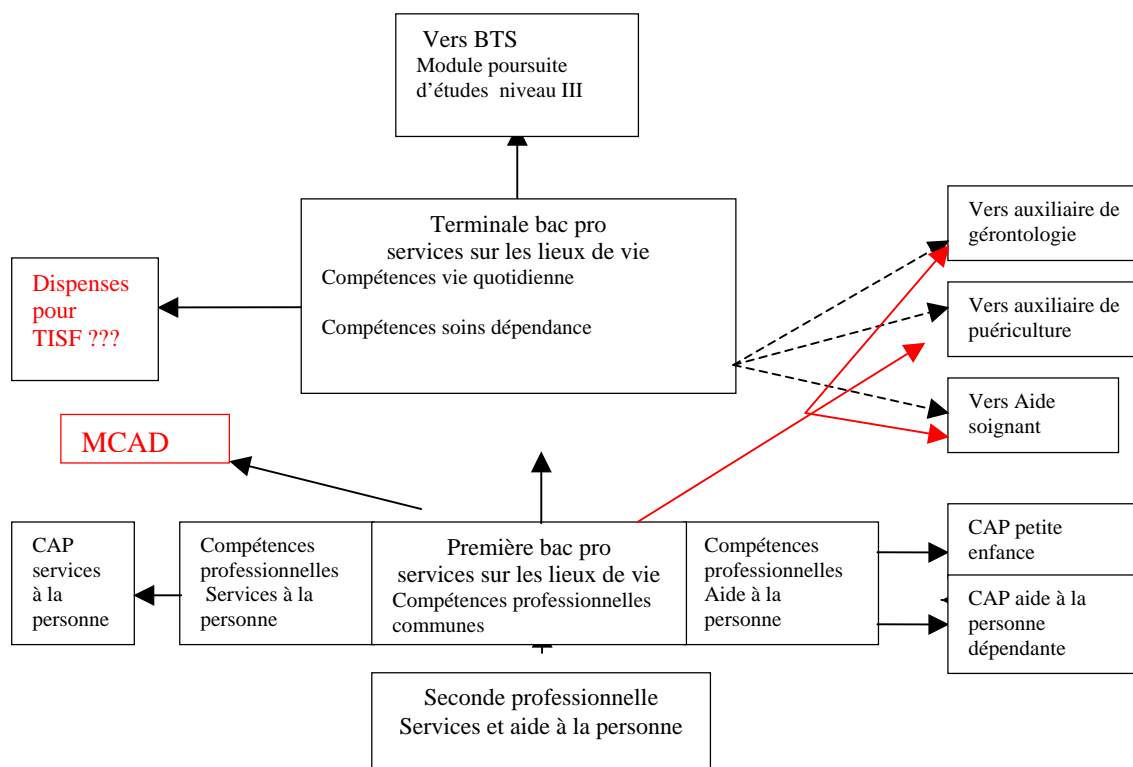 Vers BTS
Module poursuite
d'études niveau III
Terminale bac pro
services sur les lieux de vie
Compétences vie quotidienne
Compétences soins dépendance
Dispenses
pour
TISF ???
Vers auxiliaire de
gérontologie
Vers auxiliaire de
puériculture
Vers Aide
soignant
MCAD
CAP
services
à la
personne
Compétences
professionnelles
Services à la
personne
Première bac pro
services sur les lieux de vie
Compétences professionnelles
communes
Compétences
professionnelles
Aide à la
personne
CAP petite
enfance
CAP aide à la
personne
dépendante
Seconde professionnelle
Services et aide à la personne